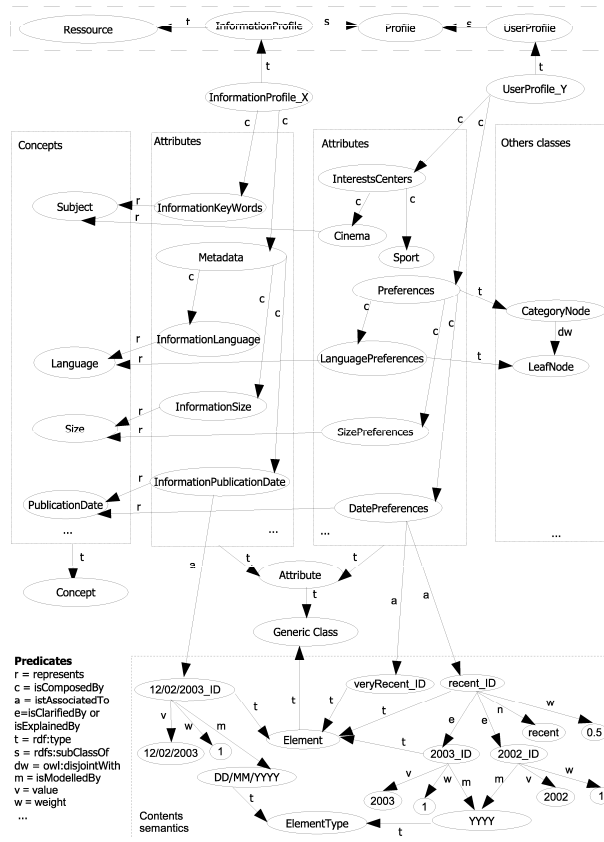 Ressource
t
InformationProfile
s
Profile
s
UserProfile
t
t
InformationProfile_X
UserProfile_Y
c
c
c
c
Concepts
Attributes
Attributes
Others classes
InterestsCenters
Subject
r
InformationKeyWords
c
c
r
Cinema
Sport
Metadata
Preferences
t
CategoryNode
c
c
c
c
c
c
dw
InformationLanguage
r
Language
r
LanguagePreferences
t
LeafNode
InformationSize
r
Size
r
SizePreferences
InformationPublicationDate
r
PublicationDate
r
DatePreferences
...
...
...
...
t
a
t
Attribute
t
Concept
t
a
a
Generic Class
Predicates
r = represents
c = isComposedBy
a = istAssociatedTo
e=isClarifiedBy or
isExplainedBy
t = rdf:type
s = rdfs:subClassOf
dw = owl:disjointWith
m = isModelledBy
v = value
w = weight
...
12/02/2003_ID
veryRecent_ID
recent_ID
t
t
t
t
n
w
v
w
m
e
e
recent
0.5
Element
12/02/2003
1
t
2003_ID
2002_ID
DD/MM/YYYY
v
w
m
m
v
w
2003
1
2002
1
t
ElementType
t
YYYY
Contents
semantics